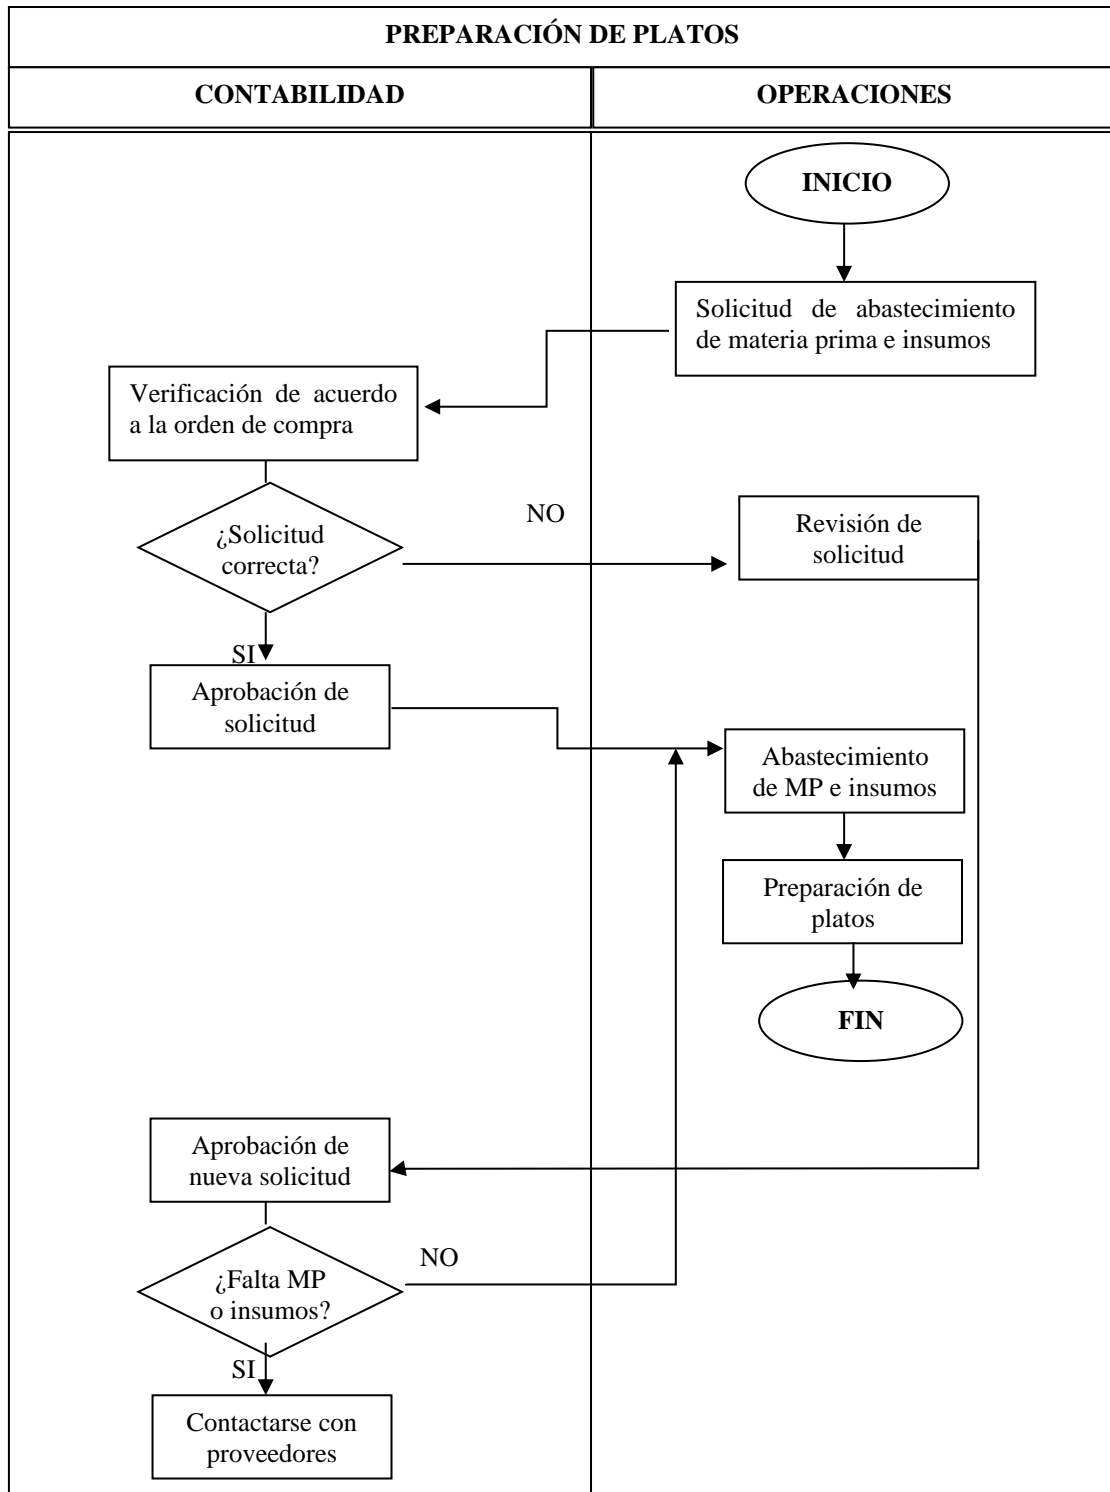 PREPARACIÓN DE PLATOS
CONTABILIDAD
OPERACIONES
INICIO
Solicitud de abastecimiento
de materia prima e insumos
Verificación de acuerdo
a la orden de compra
¿Solicitud
correcta?
NO
Revisión de
solicitud
SI
Aprobación de
solicitud
Abastecimiento
de MP e insumos
Preparación de
platos
FIN
Aprobación de
nueva solicitud
¿Falta MP
o insumos?
NO
SI
Contactarse con
proveedores